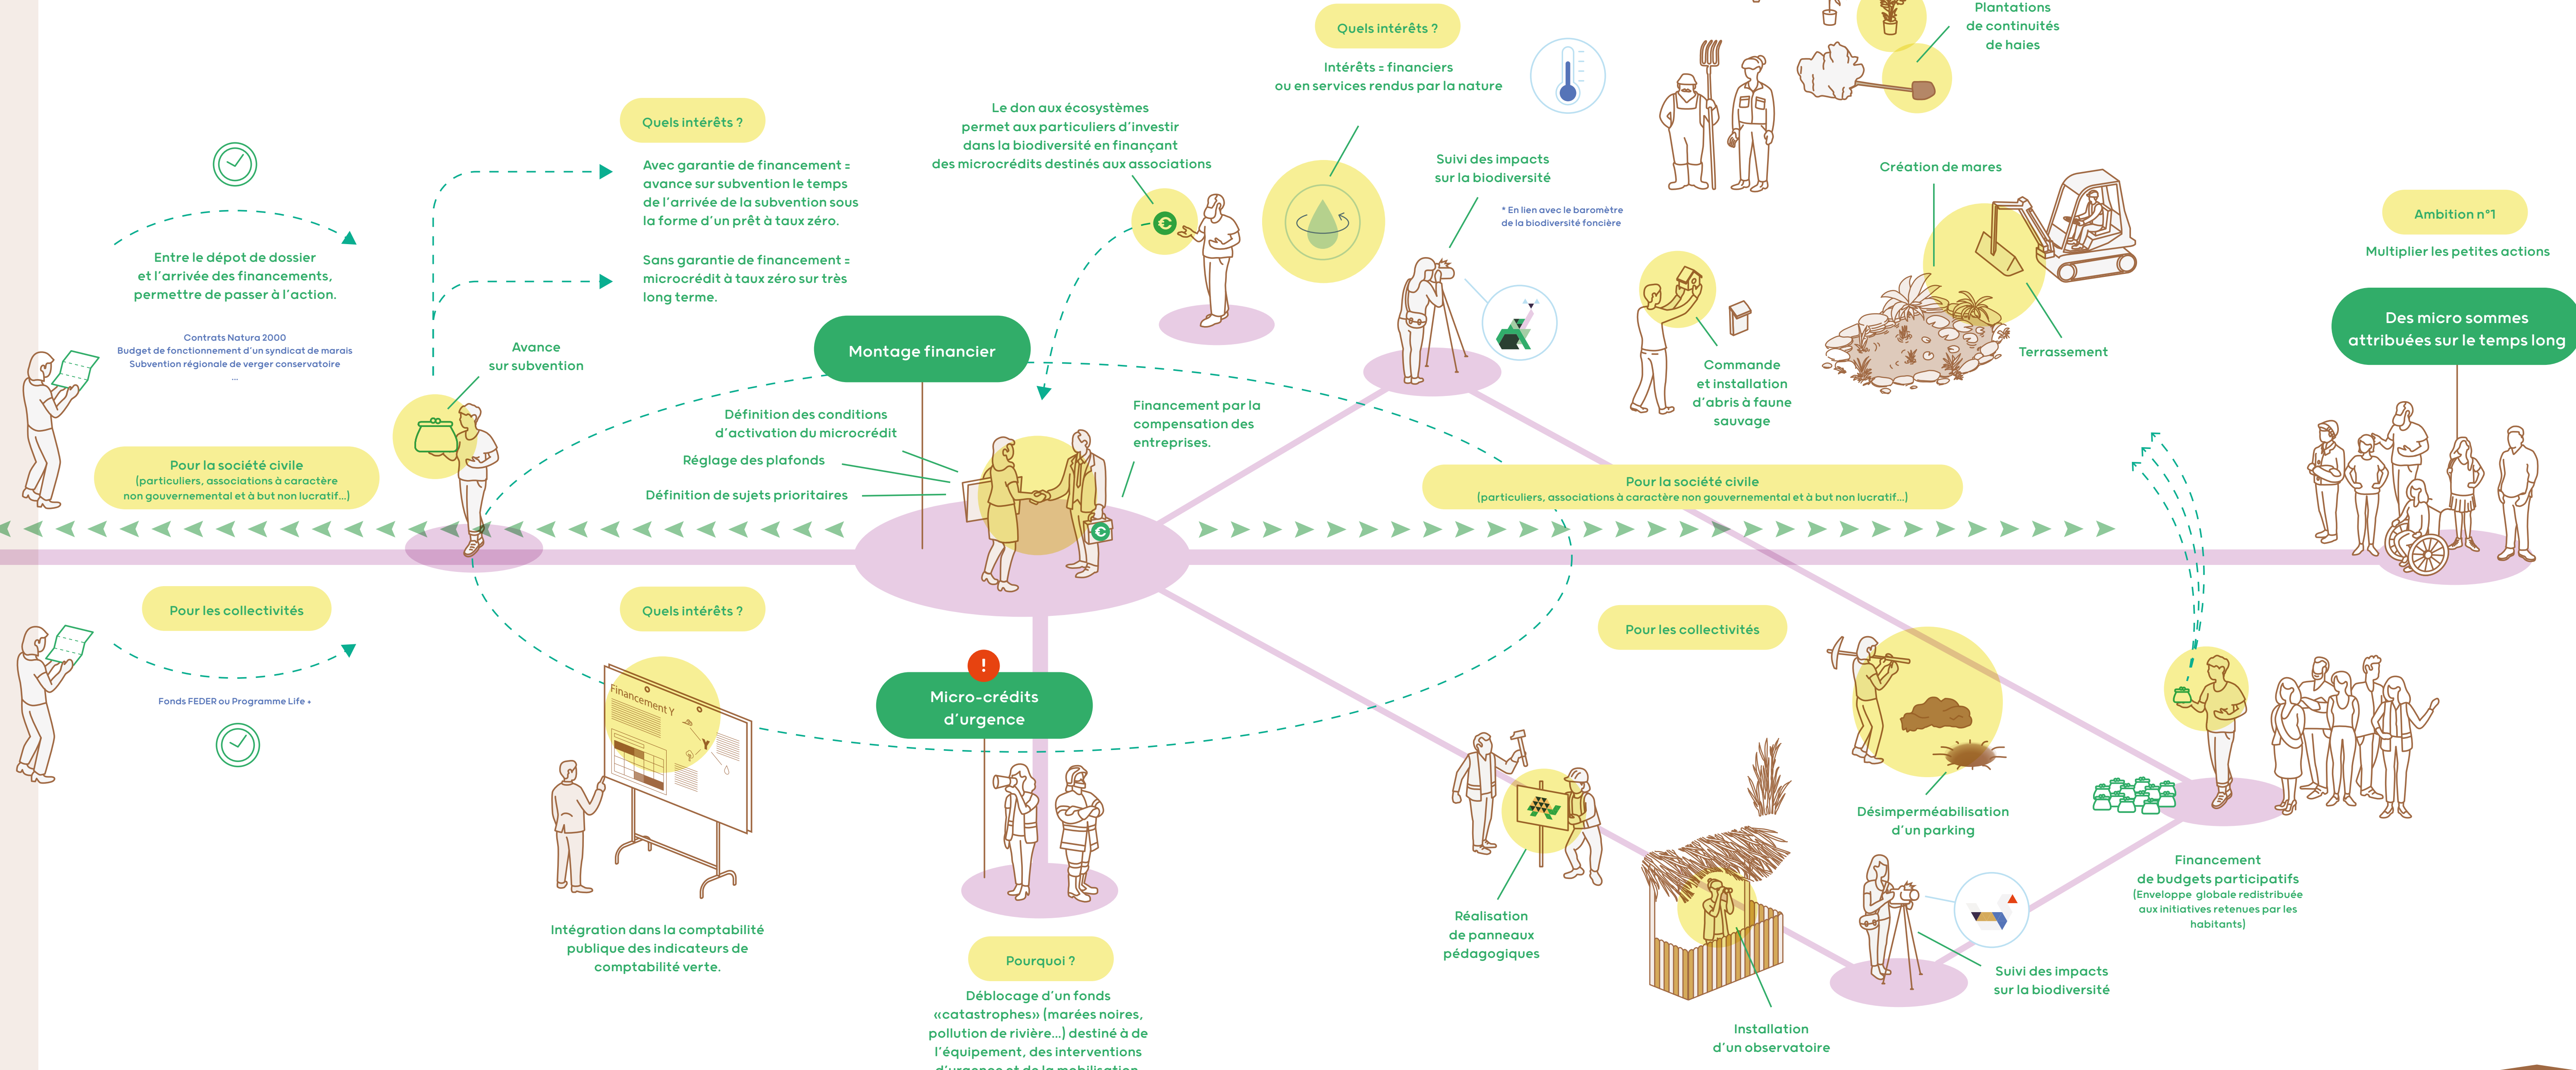 Entre le dépot de dossier
et l'arrivée des financements,
permettre de passer à l'action.
Contrats Natura 2000
Budget de fonctionnement d'un syndicat de marais
Subvention régionale de verger conservatoire
...
Pour la société civile
(particuliers, associations à caractère
non gouvernemental et à but non lucratif...)
Pour les collectivités
Fonds FEDER ou Programme Life +
Avance
sur subvention
Quels intérêts ?
Avec garantie de financement =
avance sur subvention le temps
de l'arrivée de la subvention sous
la forme d'un prêt à taux zéro.
Sans garantie de financement =
microcrédit à taux zéro sur très
long terme.
Montage financier
Définition des conditions
d'activation du microcrédit
Réglage des plafonds
Définition de sujets prioritaires
Quels intérêts ?
Financement Y
Y
Intégration dans la comptabilité
publique des indicateurs de
comptabilité verte.
Le don aux écosystèmes
permet aux particuliers d'investir
dans la biodiversité en finançant
des microcrédits destinés aux associations
€
Financement par la
compensation des
entreprises.
€
!
Micro-crédits
d'urgence
Pourquoi ?
Déblocage d'un fonds
«catastrophes» (marées noires,
pollution de rivière...) destiné à de
l'équipement, des interventions
d'urgence et de la mobilisation
Quels intérêts ?
Intérêts = financiers
ou en services rendus par la nature
Suivi des impacts
sur la biodiversité
* En lien avec le baromètre
de la biodiversité foncière
Plantations
de continuités
de haies
Création de mares
Terrassement
Commande
et installation
d'abris à faune
sauvage
Pour la société civile
(particuliers, associations à caractère non gouvernemental et à but non lucratif...)
Pour les collectivités
Réalisation
de panneaux
pédagogiques
Installation
d'un observatoire
Désimperméabilisation
d'un parking
Suivi des impacts
sur la biodiversité
Financement
de budgets participatifs
(Enveloppe globale redistribuée
aux initiatives retenues par les
habitants)
Ambition n°1
Multiplier les petites actions
Des micro sommes
attribuées sur le temps long